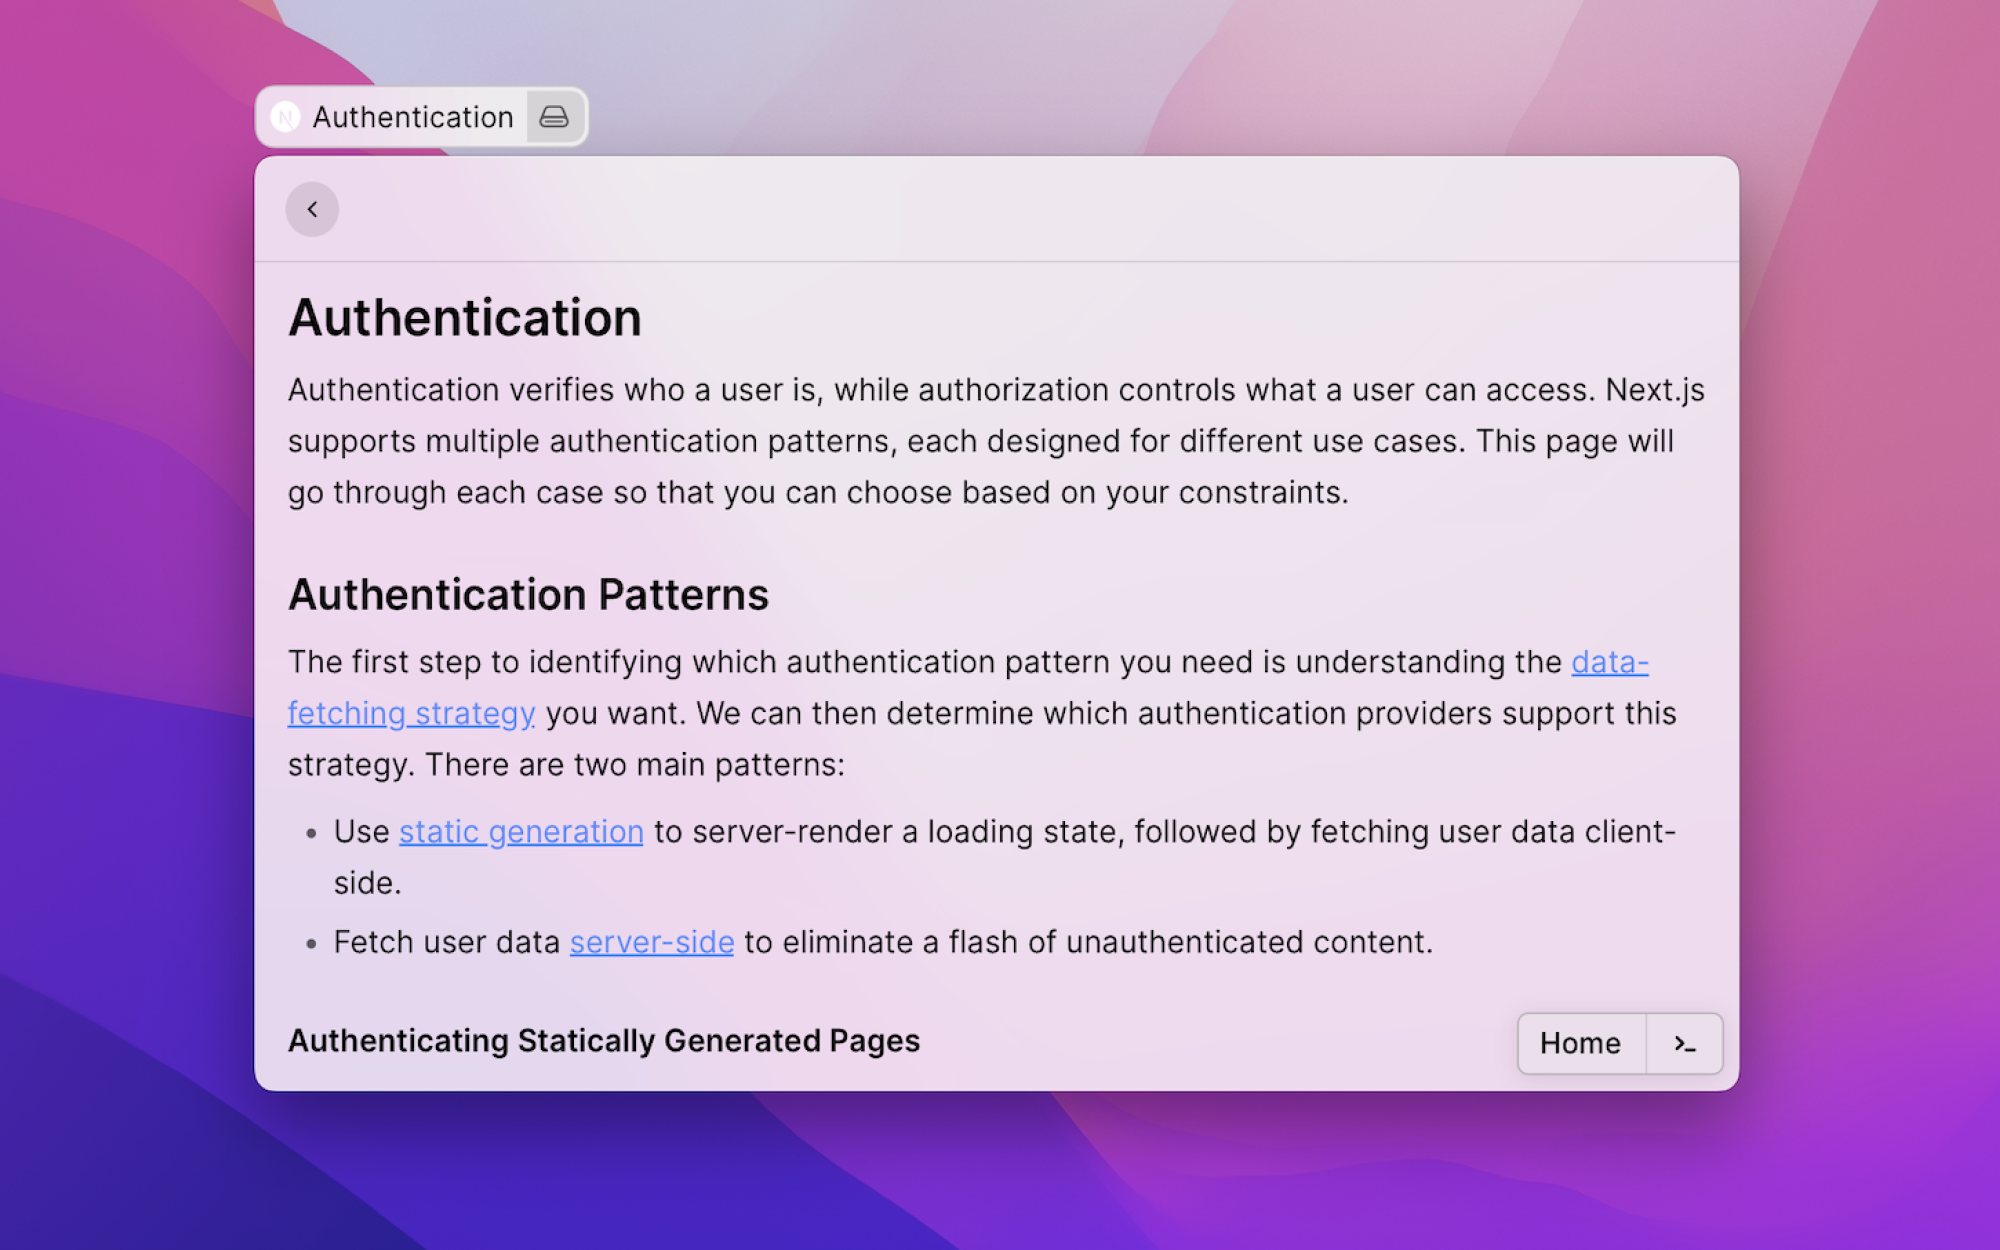 N Authentication
Authentication
Authentication verifies who a user is, while authorization controls what a user can access. Next.js
supports multiple authentication patterns, each designed for different use cases. This page will
go through each case so that you can choose based on your constraints.
Authentication Patterns
The first step to identifying which authentication pattern you need is understanding the data-
fetching strategy you want. We can then determine which authentication providers support this
strategy. There are two main patterns:
• Use static generation to server-render a loading state, followed by fetching user data client-
side.
• Fetch user data server-side to eliminate a flash of unauthenticated content.
Authenticating Statically Generated Pages
Home >_